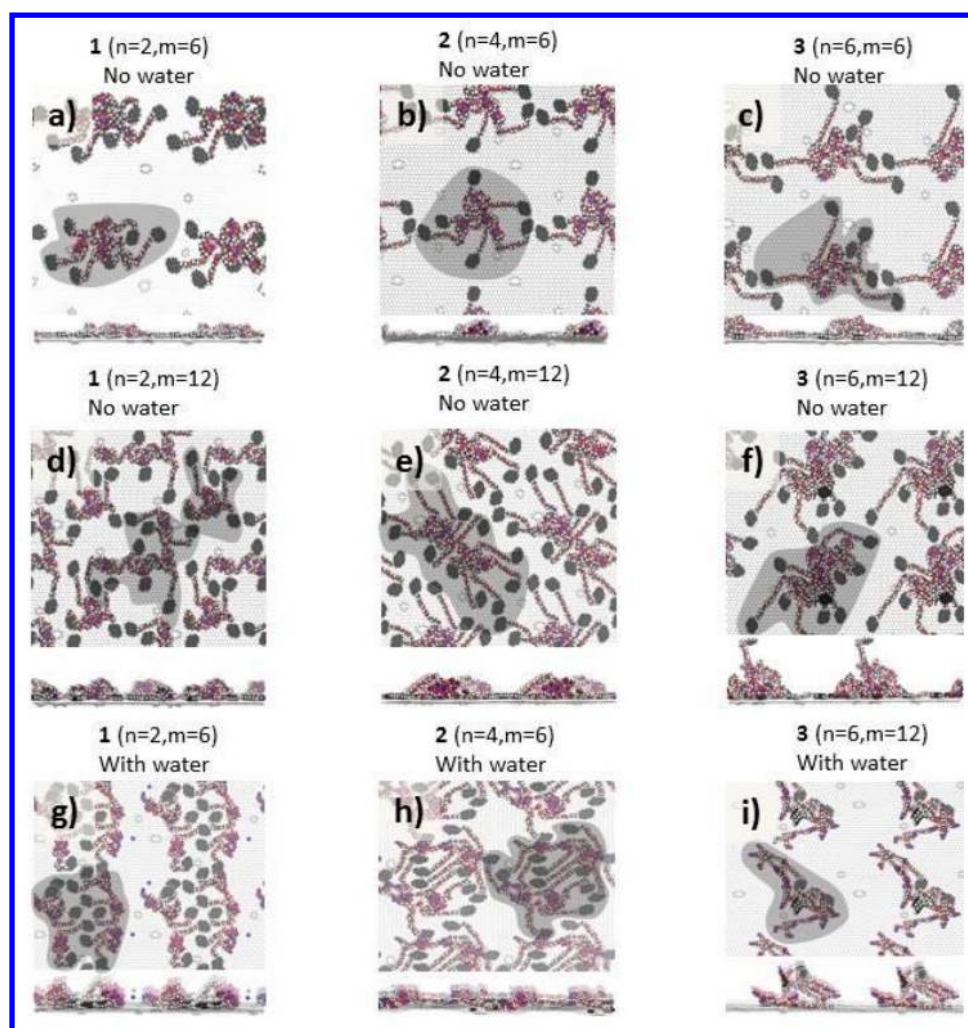 1 (n=2,m=6)
No water
2 (n=4,m=6)
No water
3 (n=6,m=6)
No water
a)
b)
c)
1 (n=2,m=12)
No water
2 (n=4,m=12)
No water
3 (n=6,m=12)
No water
d)
e)
f)
1 (n=2,m=6)
With water
2 (n=4,m=6)
With water
3 (n=6,m=12)
With water
g)
h)
i)